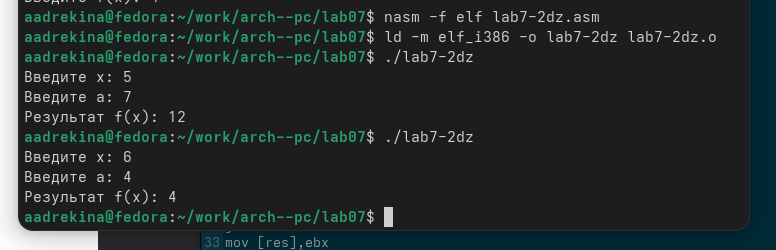 aadrekina@fedora:~/work/arch--pc/lab07$ nasm -f elf lab7-2dz.asm
aadrekina@fedora:~/work/arch--pc/lab07$ ld -m elf_i386 -o lab7-2dz lab7-2dz.o
aadrekina@fedora:~/work/arch--pc/lab07$ ./lab7-2dz
Введите x: 5
Введите a: 7
Результат f(x): 12
aadrekina@fedora:~/work/arch--pc/lab07$ ./lab7-2dz
Введите x: 6
Введите a: 4
Результат f(x): 4
aadrekina@fedora:~/work/arch--pc/lab07$
33 mov [res],ebx